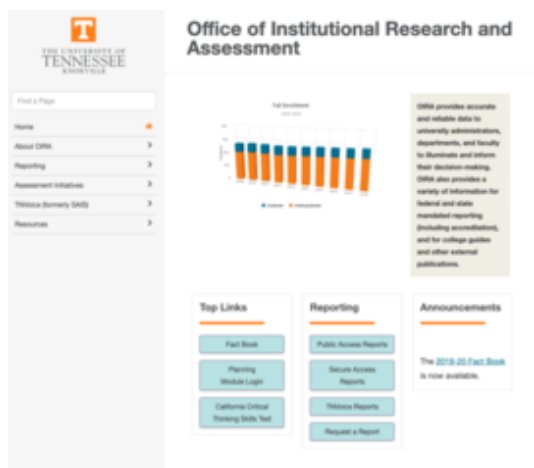 THE UNIVERSITY OF
TENNESSEE
KNOXVILLE
Find a Page
Home
About OIRA
Reporting
Assessment Initiatives
TNVoice (formerly SAIS)
Resources
Office of Institutional Research and
Assessment
Fall Enrollment
OIRA provides accurate
and reliable data to
university administrators,
departments, and faculty
to illuminate and inform
their decision-making.
OIRA also provides a
variety of information for
federal and state
mandated reporting
(including accreditation),
and for college guides
and other external
publications.
Top Links
Fact Book
Planning
Module Login
California Critical
Thinking Skills Test
Reporting
Public Access Reports
Secure Access
Reports
TNVoice Reports
Request a Report
Announcements
The 2019-20 Fact Book
is now available.